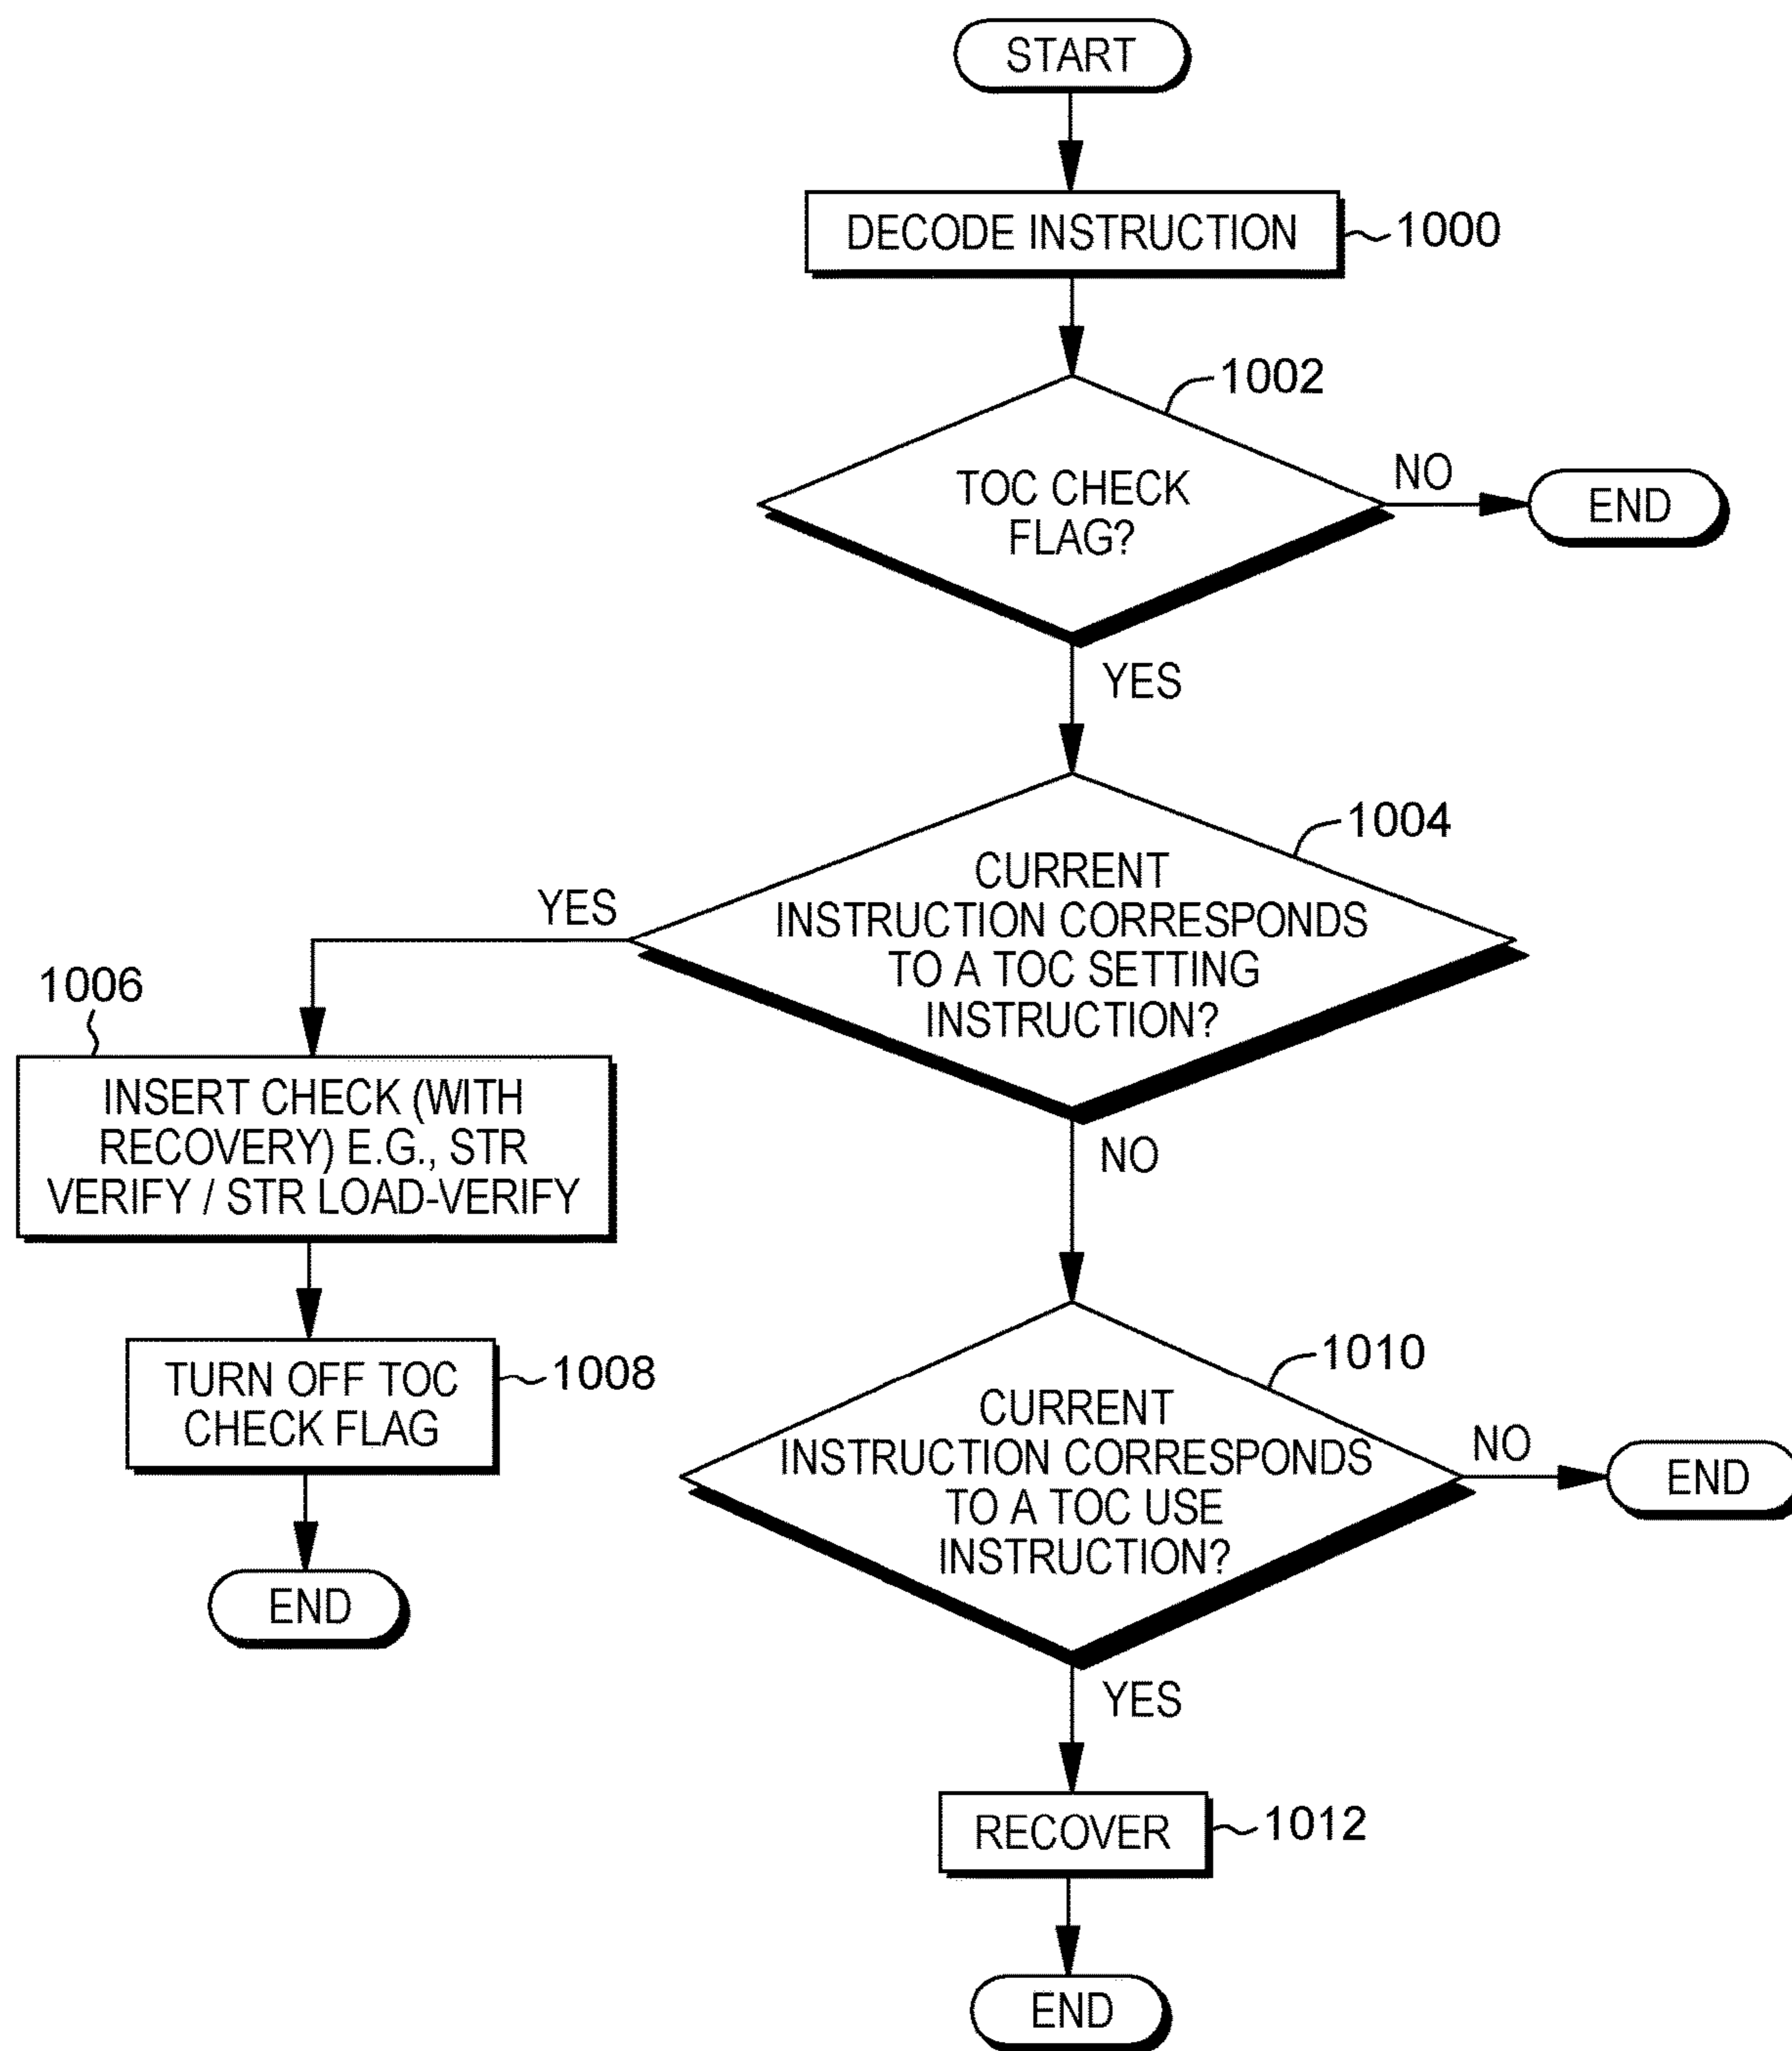 START
DECODE INSTRUCTION
1000
1002
TOC CHECK
FLAG?
NO
END
YES
1004
CURRENT
INSTRUCTION CORRESPONDS
TO A TOC SETTING
INSTRUCTION?
YES
1006
INSERT CHECK (WITH
RECOVERY) E.G., STR
VERIFY / STR LOAD-VERIFY
TURN OFF TOC
CHECK FLAG
1008
END
NO
1010
CURRENT
INSTRUCTION CORRESPONDS
TO A TOC USE
INSTRUCTION?
NO
END
YES
RECOVER
1012
END